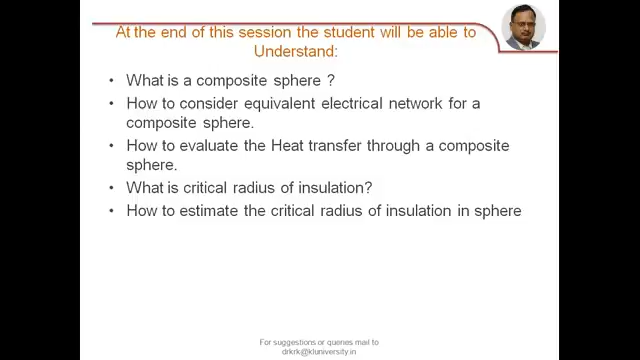 At the end of this session the student will be able to
Understand:
• What is a composite sphere ?
• How to consider equivalent electrical network for a
composite sphere.
• How to evaluate the Heat transfer through a composite
sphere.
• What is critical radius of insulation?
• How to estimate the critical radius of insulation in sphere
For suggestions or queries mail to
drkrk@kluniversity.in